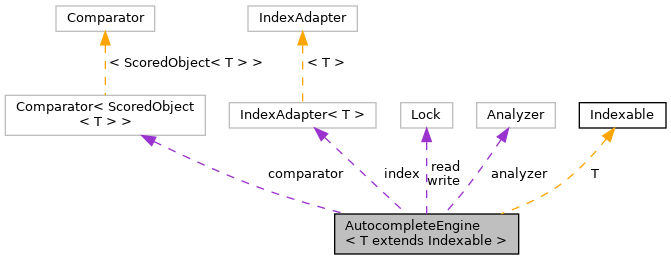 Comparator
IndexAdapter
< ScoredObject< T > >
< T >
Comparator< ScoredObject
< T > >
IndexAdapter< T >
Lock
Analyzer
Indexable
comparator
index
read
write
analyzer
T
AutocompleteEngine
< T extends Indexable >